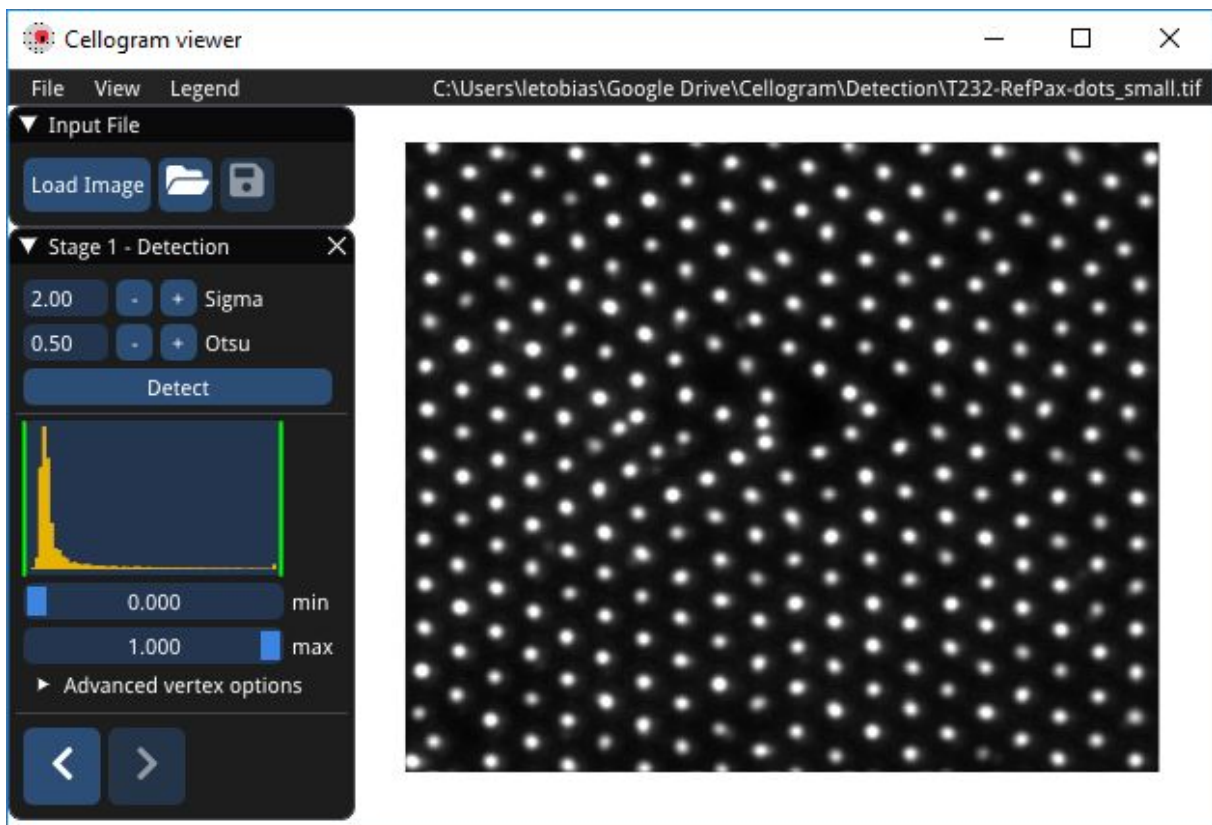 Cellogram viewer
File View Legend C:\Users\letobias\Google Drive\Cellogram\Detection\T232-RefPax-dots_small.tif
Input File
Load Image
Stage 1 - Detection
2.00 - + Sigma
0.50 - + Otsu
Detect
0.000 min
1.000 max
Advanced vertex options